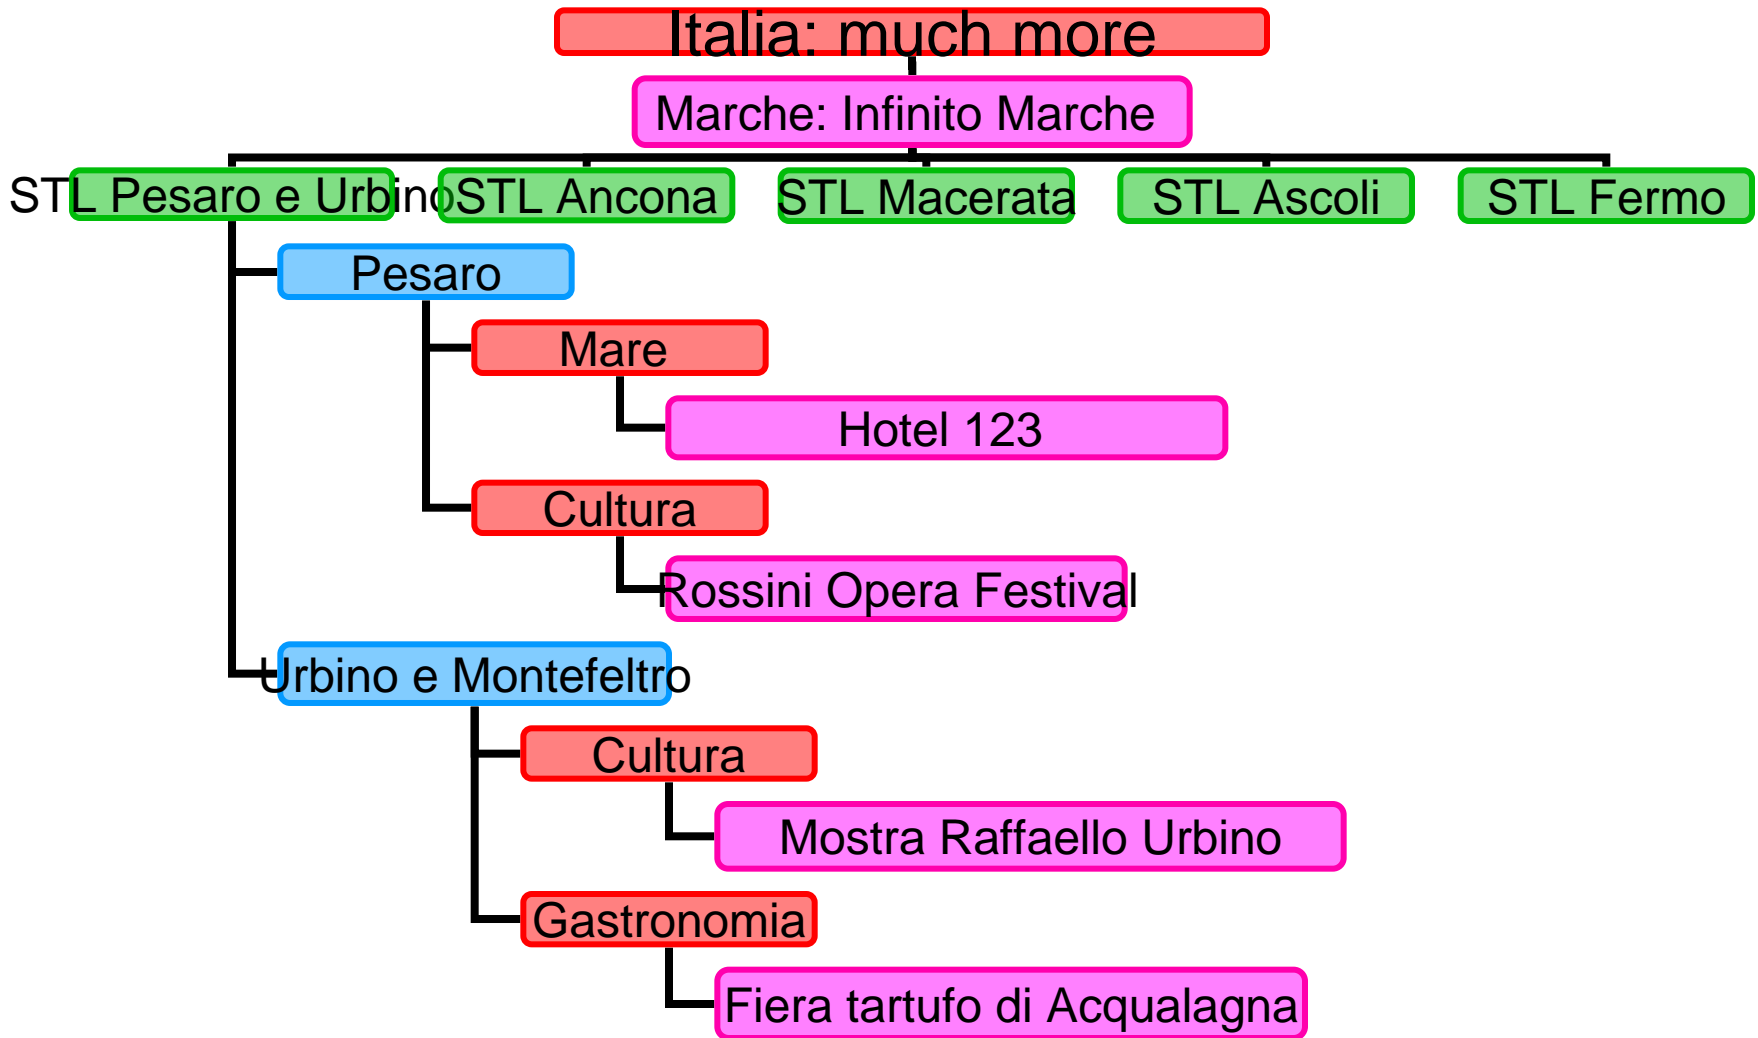 Italia: much more
Marche: Infinito Marche
STL Pesaro e Urbino
STL Ancona
STL Macerata
STL Ascoli
STL Fermo
Pesaro
Mare
Hotel 123
Cultura
Rossini Opera Festival
Urbino e Montefeltro
Cultura
Mostra Raffaello Urbino
Gastronomia
Fiera tartufo di Acqualagna